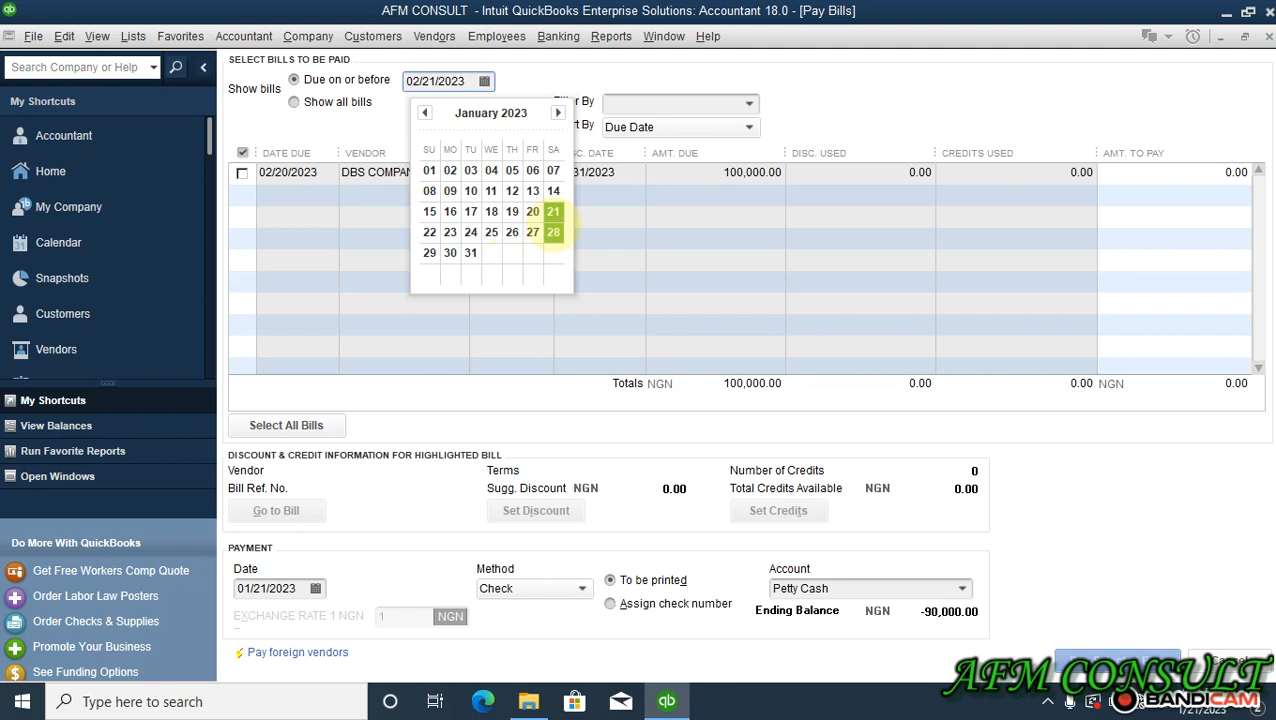 AFM CONSULT - Intuit QuickBooks Enterprise Solutions: Accountant 18.0 - [Pay Bills]
File Edit View Lists Favorites Accountant Company Customers Vendors Employees Banking Reports Window Help
Search Company or Help
My Shortcuts
Accountant
Home
My Company
Calendar
Snapshots
Customers
Vendors
My Shortcuts
View Balances
Run Favorite Reports
Open Windows
Do More With QuickBooks
Get Free Workers Comp Quote
Order Labor Law Posters
Order Checks & Supplies
Promote Your Business
See Funding Options
SELECT BILLS TO BE PAID
Show bills
Due on or before 02/21/2023
Show all bills
By
By Due Date
January 2023
SU MO TU WE TH FR SA
01 02 03 04 05 06 07
08 09 10 11 12 13 14
15 16 17 18 19 20 21
22 23 24 25 26 27 28
29 30 31
DATE DUE VENDOR DATE AMT. DUE DISC. USED CREDITS USED AMT. TO PAY
02/20/2023 DBS 31/2023 100,000.00 0.00 0.00 0.00
Totals NGN 100,000.00 0.00 0.00 NGN 0.00
Select All Bills
DISCOUNT & CREDIT INFORMATION FOR HIGHLIGHTED BILL
Vendor Terms Number of Credits 0
Bill Ref. No. Sugg. Discount NGN 0.00 Total Credits Available NGN 0.00
Go to Bill Set Discount Set Credits
PAYMENT
Date Method Account
01/21/2023 Check To be printed Petty Cash
Assign check number
Ending Balance NGN -90,000.00
EXCHANGE RATE 1 NGN 1 NGN
Pay foreign vendors
AFM CONSULT
BANDICAM
Type here to search
1/21/2023